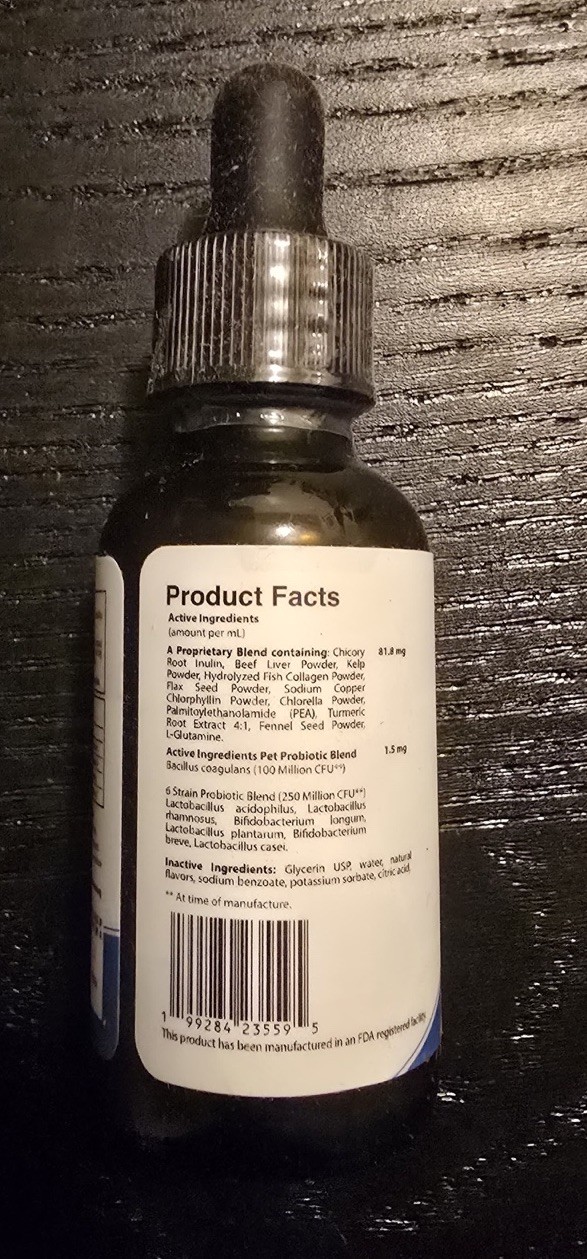 Product Facts
Active Ingredients
(amount per mL)
A Proprietary Blend containing: Chicory 81.8 mg
Root Inulin, Beef Liver Powder, Kelp
Powder, Hydrolyzed Fish Collagen Powder,
Flax Seed Powder, Sodium Copper
Chlorphyllin Powder, Chlorella Powder,
Palmitoylethanolamide (PEA), Turmeric
Root Extract 4:1, Fennel Seed Powder,
L-Glutamine.
Active Ingredients Pet Probiotic Blend 1.5 mg
Bacillus coagulans (100 Million CFU**)
6 Strain Probiotic Blend (250 Million CFU**)
Lactobacillus acidophilus, Lactobacillus
rhamnosus, Bifidobacterium longum,
Lactobacillus plantarum, Bifidobacterium
breve, Lactobacillus casei.
Inactive Ingredients: Glycerin USP, water, natural
flavors, sodium benzoate, potassium sorbate, citric acid.
** At time of manufacture.
1 99284 23559 5
This product has been manufactured in an FDA registered facility